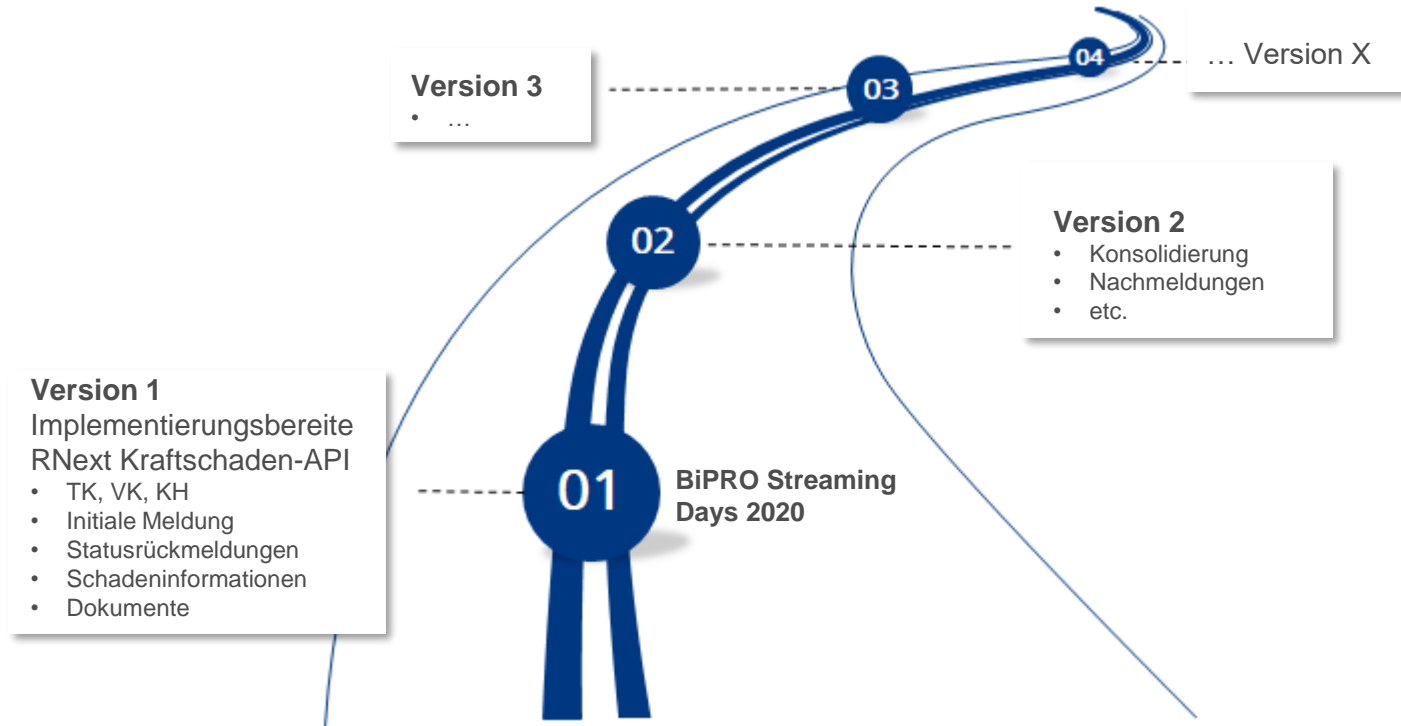 Version 3
• ...
03
04
... Version X
02
Version 2
• Konsolidierung
• Nachmeldungen
• etc.
Version 1
Implementierungsbereite
RNext Kraftschaden-API
• TK, VK, KH
• Initiale Meldung
• Statusrückmeldungen
• Schadeninformationen
• Dokumente
01
BiPRO Streaming
Days 2020